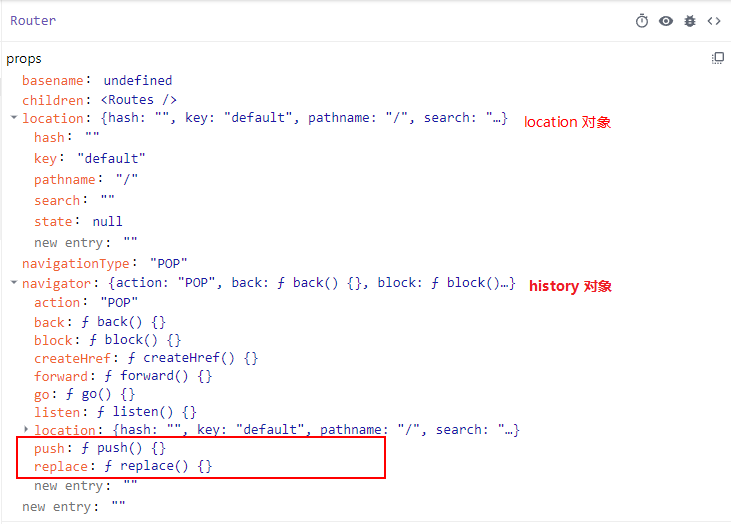 Router
props
basename: undefined
children: <Routes />
location: {hash: "", key: "default", pathname: "/", search: "…} location 对象
hash: ""
key: "default"
pathname: "/"
search: ""
state: null
new entry: ""
navigationType: "POP"
navigator: {action: "POP", back: ƒ back() {}, block: ƒ block()…} history 对象
action: "POP"
back: ƒ back() {}
block: ƒ block() {}
createHref: ƒ createHref() {}
forward: ƒ forward() {}
go: ƒ go() {}
listen: ƒ listen() {}
location: {hash: "", key: "default", pathname: "/", search: "…}
push: ƒ push() {}
replace: ƒ replace() {}
new entry: ""
new entry: ""